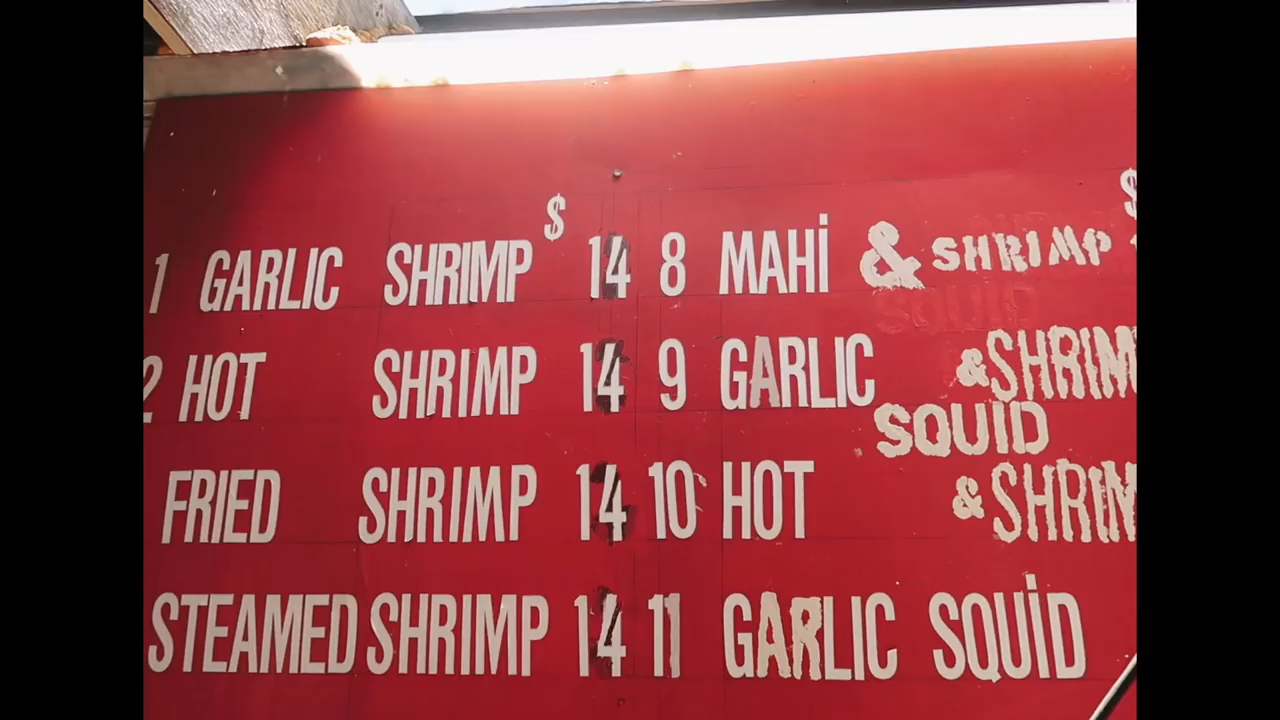 $
1 GARLIC SHRIMP 14
2 HOT SHRIMP 14
FRIED SHRIMP 14
STEAMED SHRIMP 14
$
8 MAHi & SHRIMP
9 GARLIC & SHRIM
SQUID
10 HOT & SHRIM
11 GARLIC SQUiD